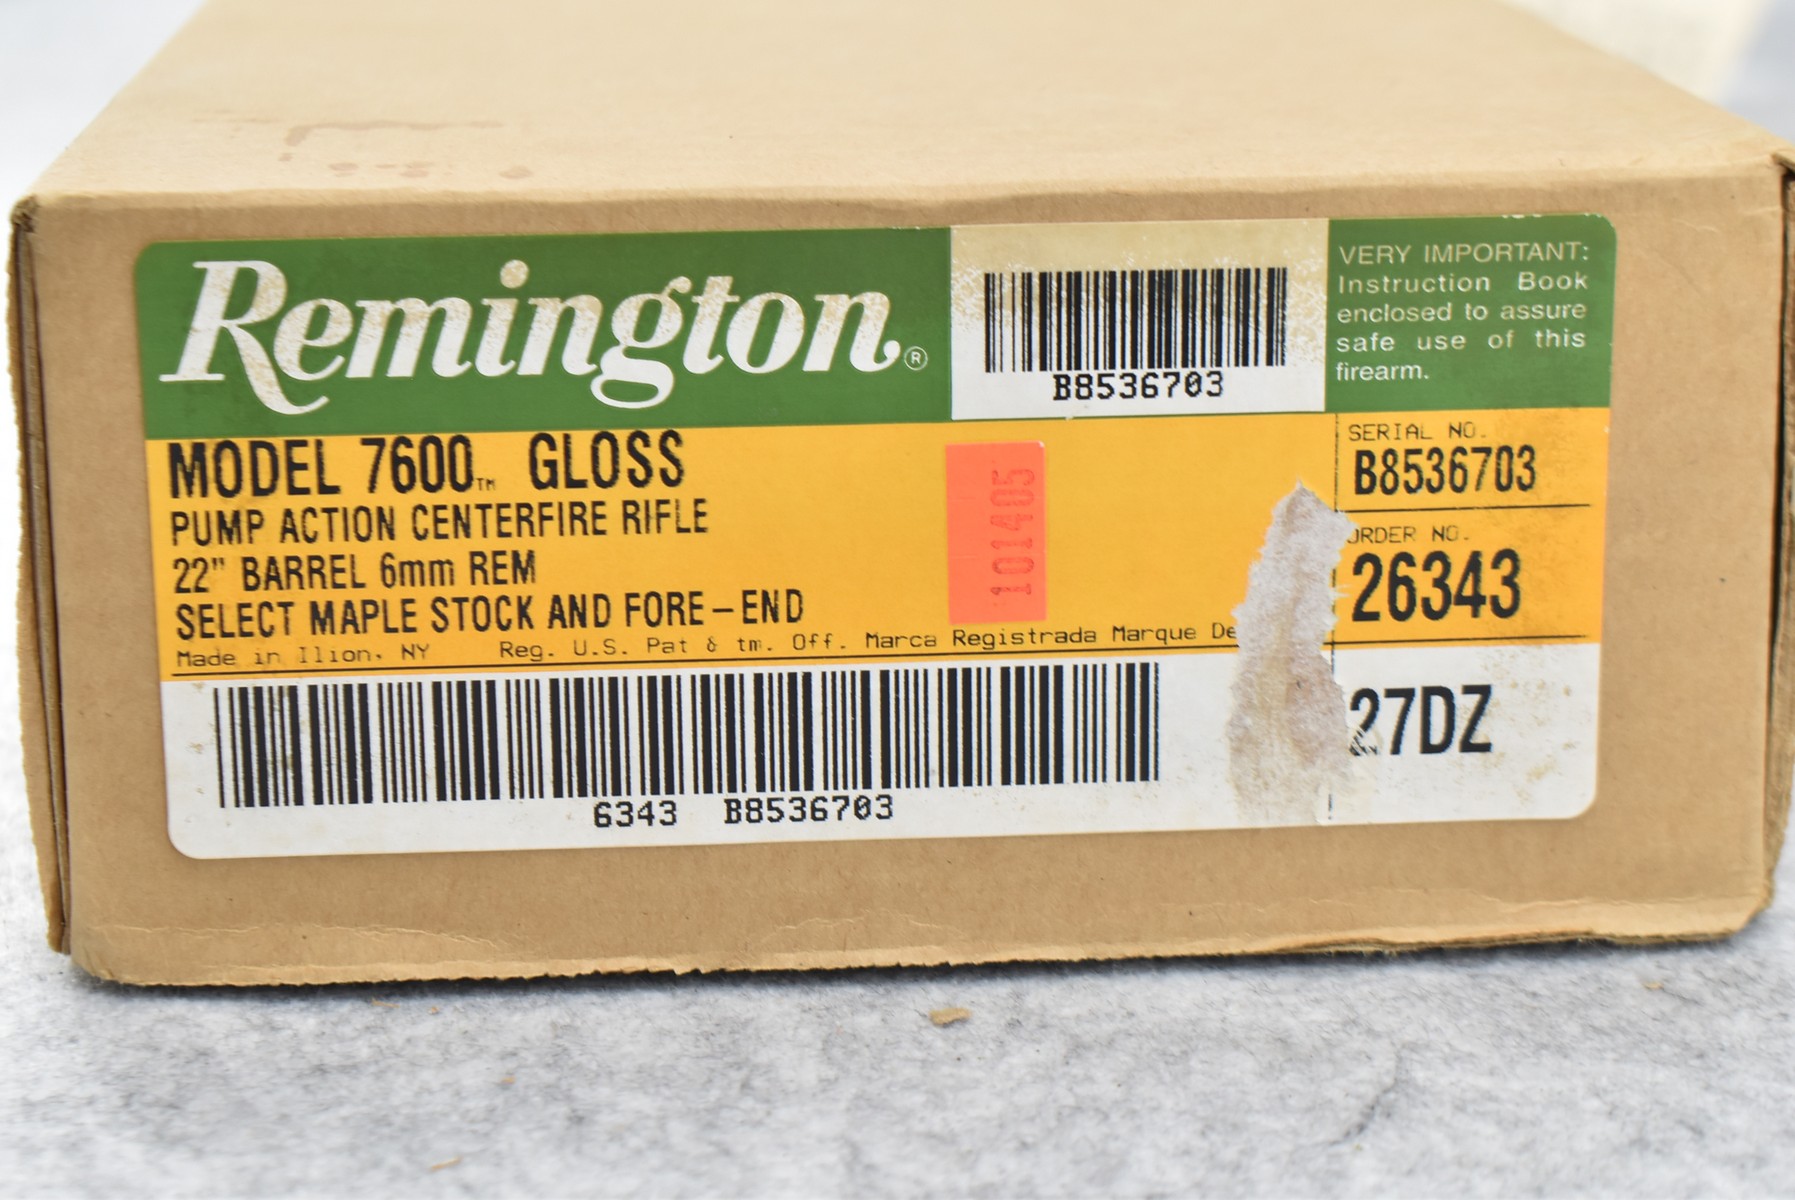 Remington®
B8536703
VERY IMPORTANT:
Instruction Book
enclosed to assure
safe use of this
firearm.
MODEL 7600™ GLOSS
PUMP ACTION CENTERFIRE RIFLE
22" BARREL 6mm REM
SELECT MAPLE STOCK AND FORE-END
Made in Ilion, NY Reg. U.S. Pat & tm. Off. Marca Registrada Marque De
101405
SERIAL NO.
B8536703
ORDER NO.
26343
27DZ
6343 B8536703